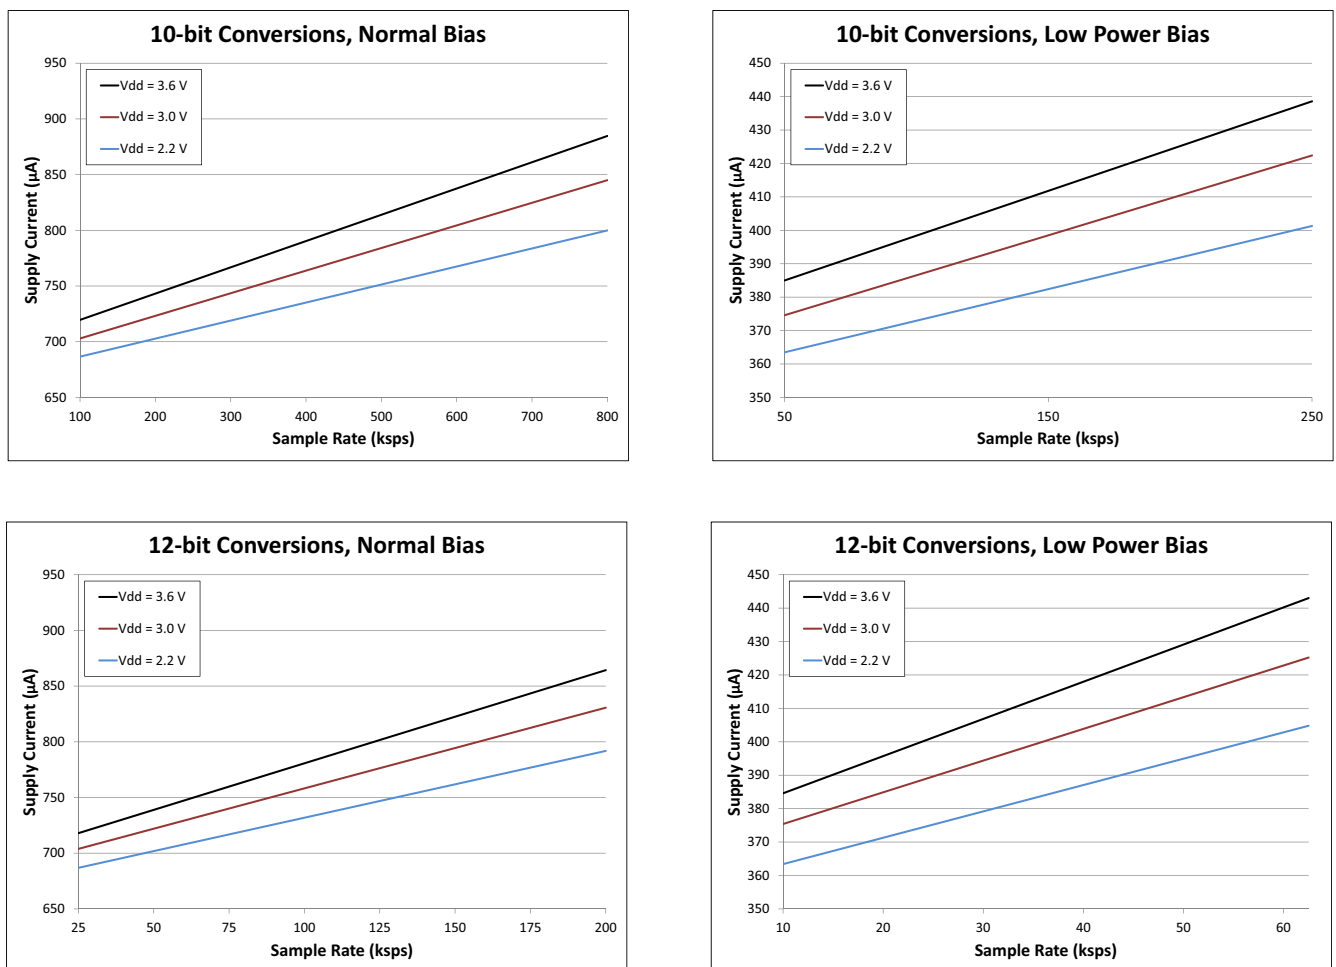 10-bit Conversions, Normal Bias
950
900
850
800
750
700
650
Supply Current (µA)
Vdd = 3.6 V
Vdd = 3.0 V
Vdd = 2.2 V
100 200 300 400 500 600 700 800
Sample Rate (ksps)
10-bit Conversions, Low Power Bias
450
440
430
420
410
400
390
380
370
360
350
Supply Current (µA)
Vdd = 3.6 V
Vdd = 3.0 V
Vdd = 2.2 V
50 150 250
Sample Rate (ksps)
12-bit Conversions, Normal Bias
950
900
850
800
750
700
650
Supply Current (µA)
Vdd = 3.6 V
Vdd = 3.0 V
Vdd = 2.2 V
25 50 75 100 125 150 175 200
Sample Rate (ksps)
12-bit Conversions, Low Power Bias
450
440
430
420
410
400
390
380
370
360
350
Supply Current (µA)
Vdd = 3.6 V
Vdd = 3.0 V
Vdd = 2.2 V
10 20 30 40 50 60
Sample Rate (ksps)